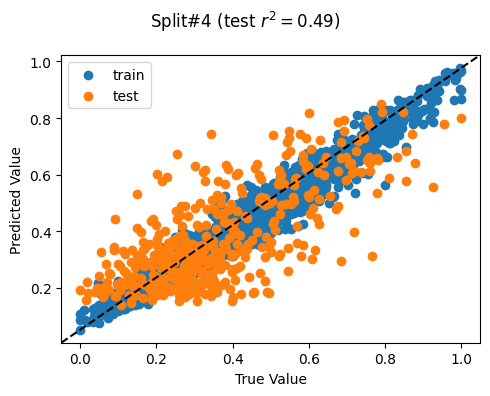 Split#4 (test r² = 0.49)
train
test
1.0
0.8
0.6
0.4
0.2
Predicted Value
0.0 0.2 0.4 0.6 0.8 1.0
True Value